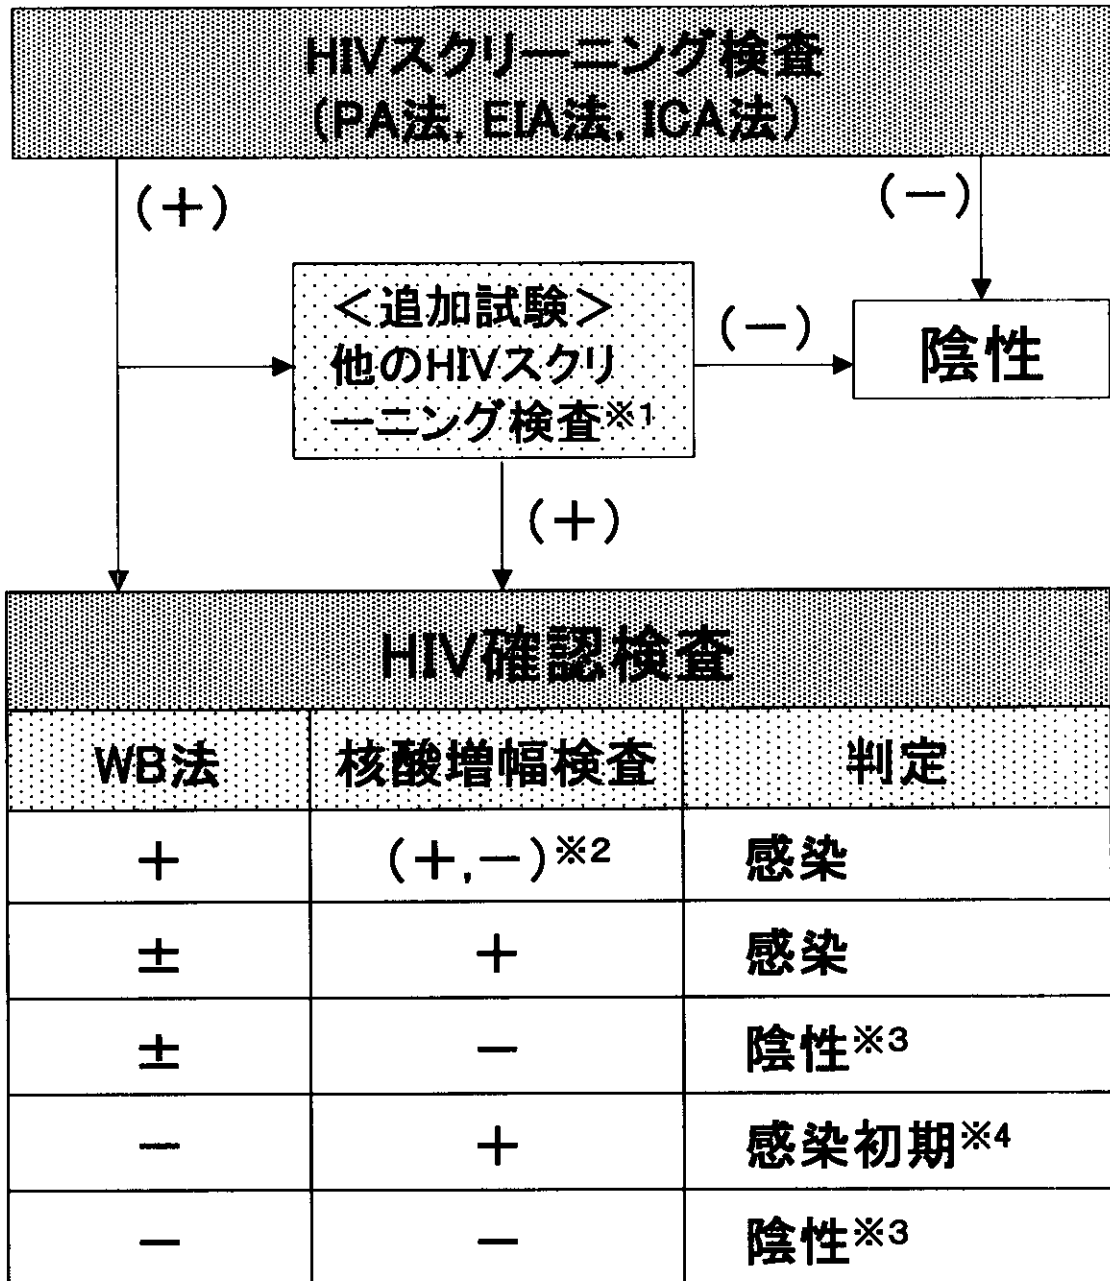 HIVスクリーニング検査
(PA法, EIA法, ICA法)
(+)
(−)
<追加試験>
他のHIVスクリ
ーニング検査※1
(−)
陰性
(+)
HIV確認検査
WB法 核酸増幅検査 判定
+ (+,−)※2 感染
± + 感染
± − 陰性※3
− + 感染初期※4
− − 陰性※3